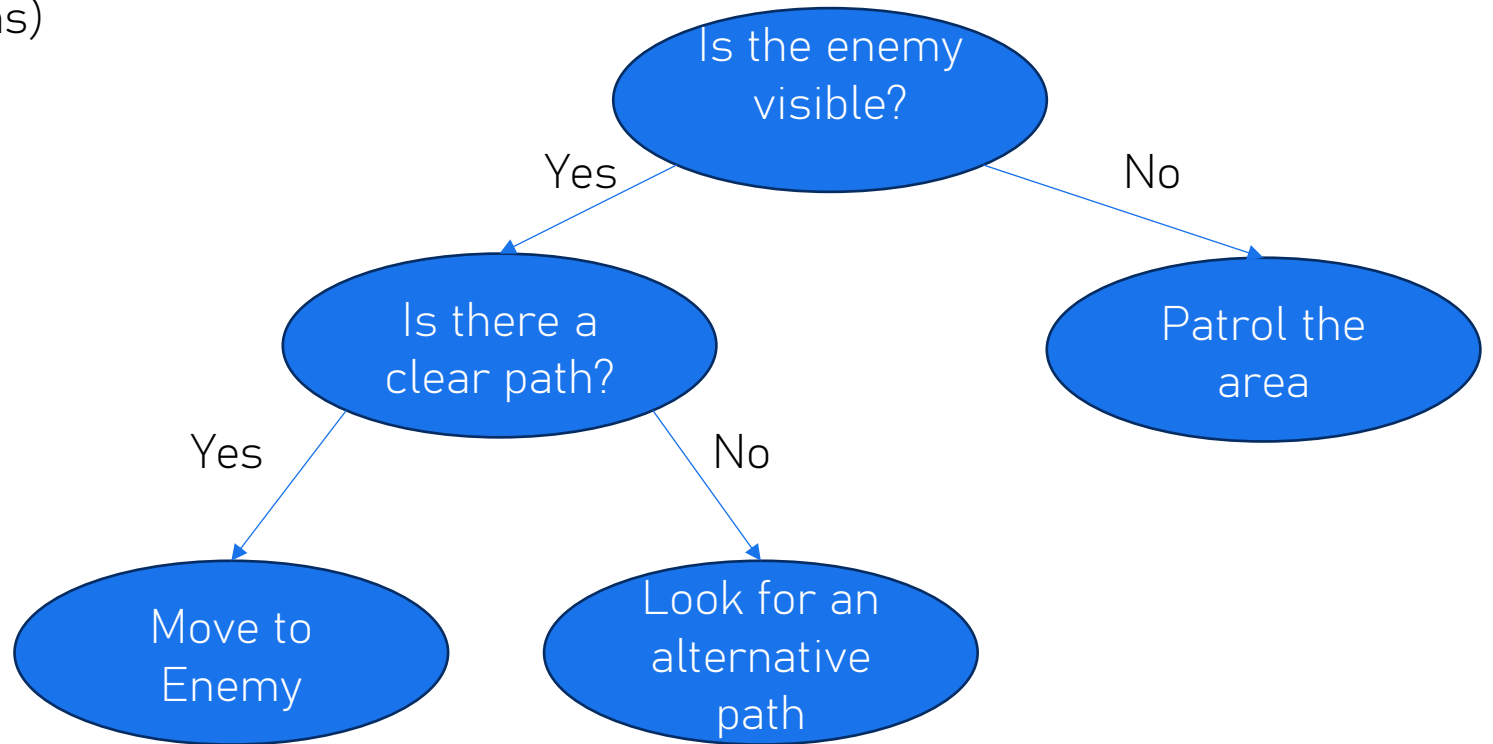 ns)
Is the enemy
visible?
Yes
No
Is there a
clear path?
Patrol the
area
Yes
No
Move to
Enemy
Look for an
alternative
path